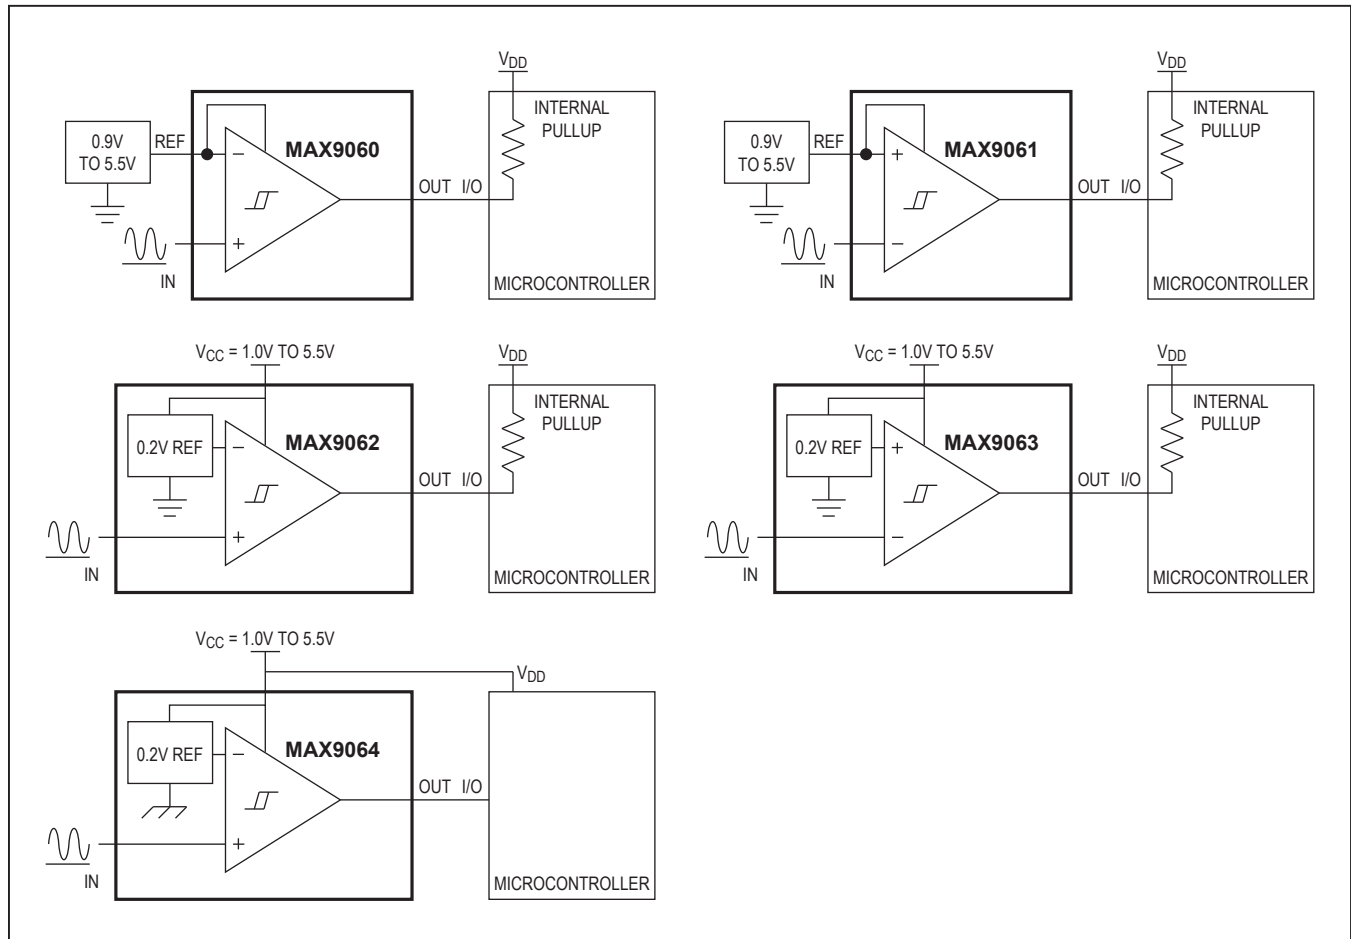 VDD
INTERNAL
PULLUP
0.9V
TO 5.5V
REF
−
MAX9060
OUT I/O
+
IN
MICROCONTROLLER
VDD
INTERNAL
PULLUP
0.9V
TO 5.5V
REF
+
MAX9061
OUT I/O
−
IN
MICROCONTROLLER
VCC = 1.0V TO 5.5V
VDD
INTERNAL
PULLUP
0.2V REF
−
MAX9062
OUT I/O
+
IN
MICROCONTROLLER
VCC = 1.0V TO 5.5V
VDD
INTERNAL
PULLUP
0.2V REF
+
MAX9063
OUT I/O
−
IN
MICROCONTROLLER
VCC = 1.0V TO 5.5V
VDD
0.2V REF
−
MAX9064
OUT I/O
+
IN
MICROCONTROLLER